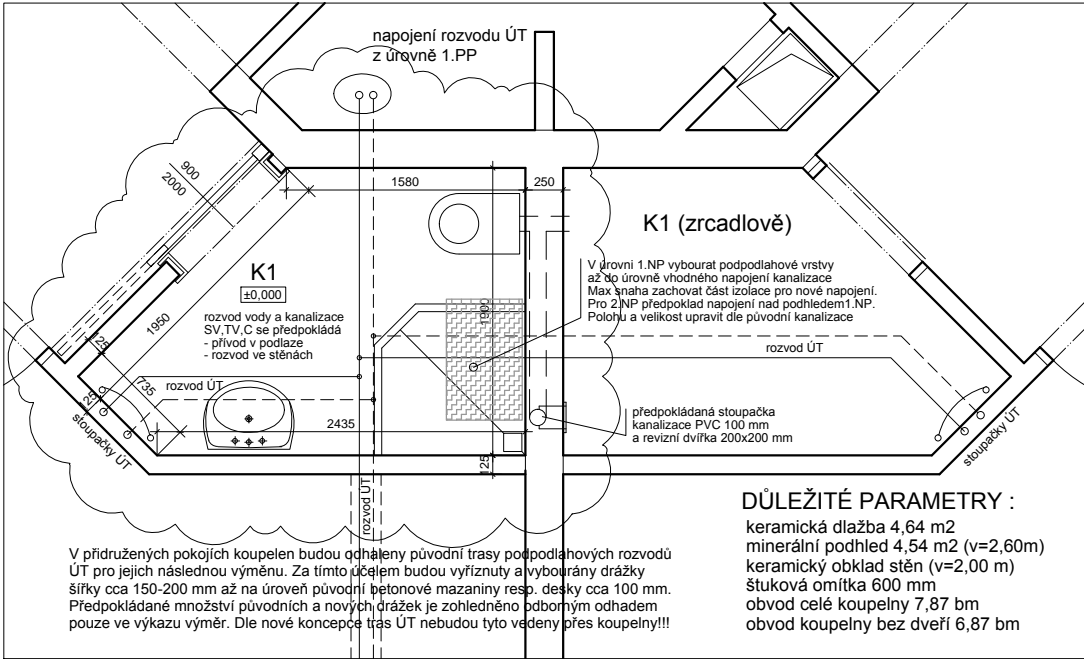 napojení rozvodu ÚT
z úrovně 1.PP
900
2000
1580
250
K1
±0,000
K1 (zrcadlově)
V úrovni 1.NP vybourat podpodlahové vrstvy
až do úrovně vhodného napojení kanalizace
Max snaha zachovat část izolace pro nové napojení.
Pro 2.NP předpoklad napojení nad podhledem1.NP.
Polohu a velikost upravit dle původní kanalizace
rozvod vody a kanalizace
SV,TV,C se předpokládá
- přívod v podlaze
- rozvod ve stěnách
1950
1900
125
735
rozvod ÚT
rozvod ÚT
25
stoupačky ÚT
2435
předpokládaná stoupačka
kanalizace PVC 100 mm
a revizní dvířka 200x200 mm
stoupačky ÚT
125
rozvod ÚT
V přidružených pokojích koupelen budou odhaleny původní trasy podpodlahových rozvodů
ÚT pro jejich následnou výměnu. Za tímto účelem budou vyříznuty a vybourány drážky
šířky cca 150-200 mm až na úroveň původní betonové mazaniny resp. desky cca 100 mm.
Předpokládané množství původních a nových drážek je zohledněno odborným odhadem
pouze ve výkazu výměr. Dle nové koncepce tras ÚT nebudou tyto vedeny přes koupelny!!!
DŮLEŽITÉ PARAMETRY :
keramická dlažba 4,64 m2
minerální podhled 4,54 m2 (v=2,60m)
keramický obklad stěn (v=2,00 m)
štuková omítka 600 mm
obvod celé koupelny 7,87 bm
obvod koupelny bez dveří 6,87 bm